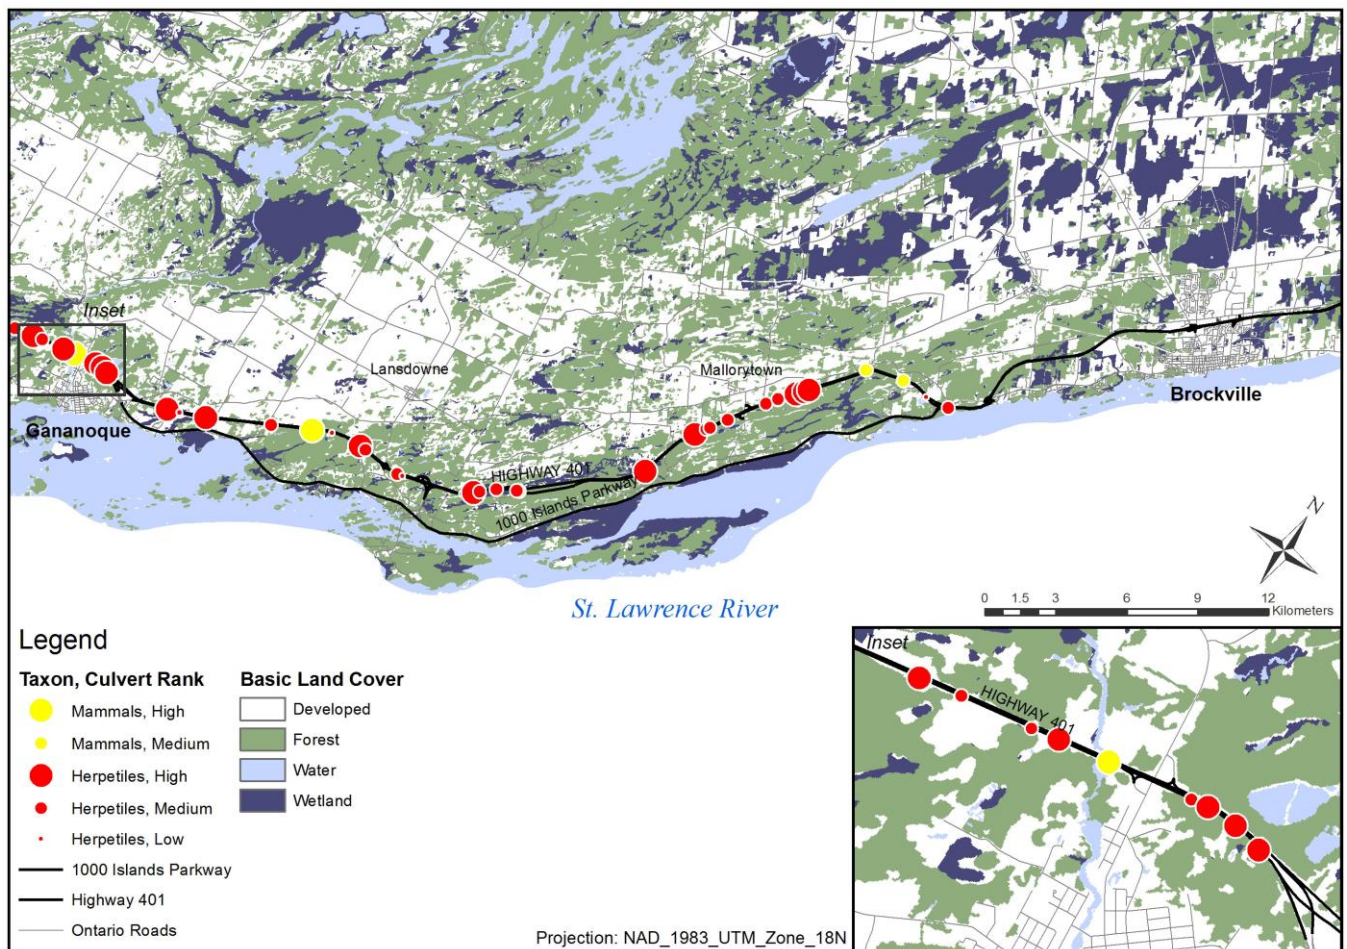 Inset
Lansdowne
Mallorytown
Gananoque
Brockville
HIGHWAY 401
1000 Islands Parkway
N
St. Lawrence River
0 1.5 3 6 9 12
Kilometers
Legend
Taxon, Culvert Rank
Mammals, High
Mammals, Medium
Herpetiles, High
Herpetiles, Medium
Herpetiles, Low
1000 Islands Parkway
Highway 401
Ontario Roads
Basic Land Cover
Developed
Forest
Water
Wetland
Projection: NAD_1983_UTM_Zone_18N
Inset
HIGHWAY 401